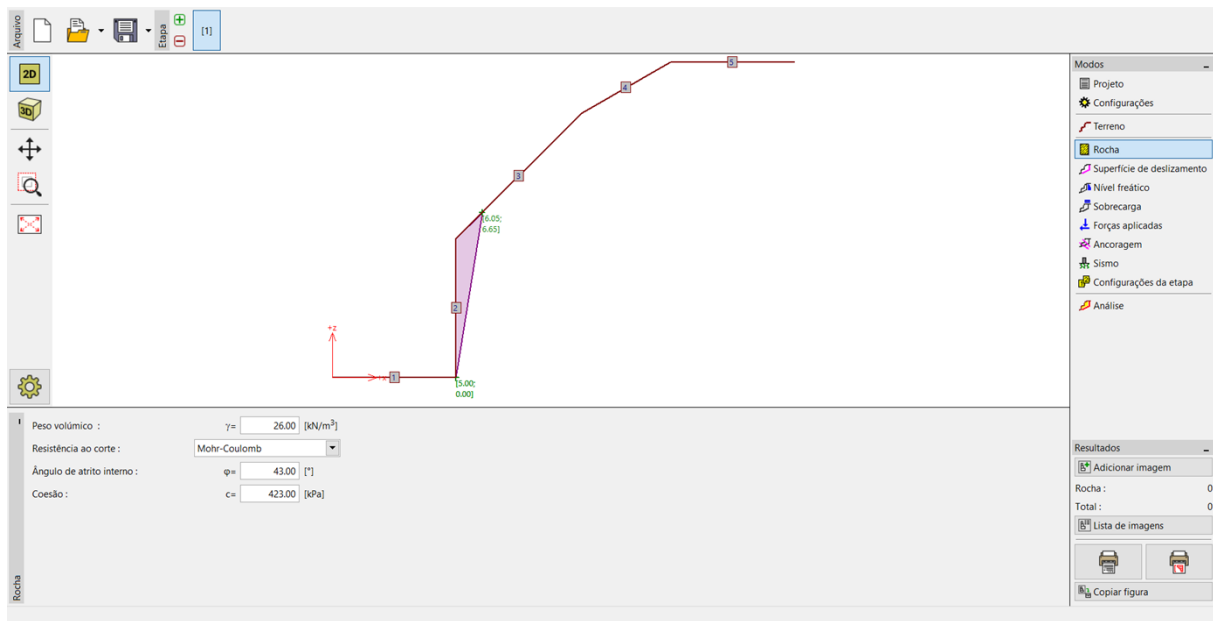 Arquivo
Etapa
[1]
2D
3D
5
4
3
[6.05;
6.65]
2
+z
1
[5.00;
0.00]
Modos
Projeto
Configurações
Terreno
Rocha
Superfície de deslizamento
Nível freático
Sobrecarga
Forças aplicadas
Ancoragem
Sismo
Configurações da etapa
Análise
Rocha
Peso volúmico : γ= 26.00 [kN/m³]
Resistência ao corte : Mohr-Coulomb
Ângulo de atrito interno : φ= 43.00 [°]
Coesão : c= 423.00 [kPa]
Resultados
Adicionar imagem
Rocha : 0
Total : 0
Lista de imagens
Copiar figura